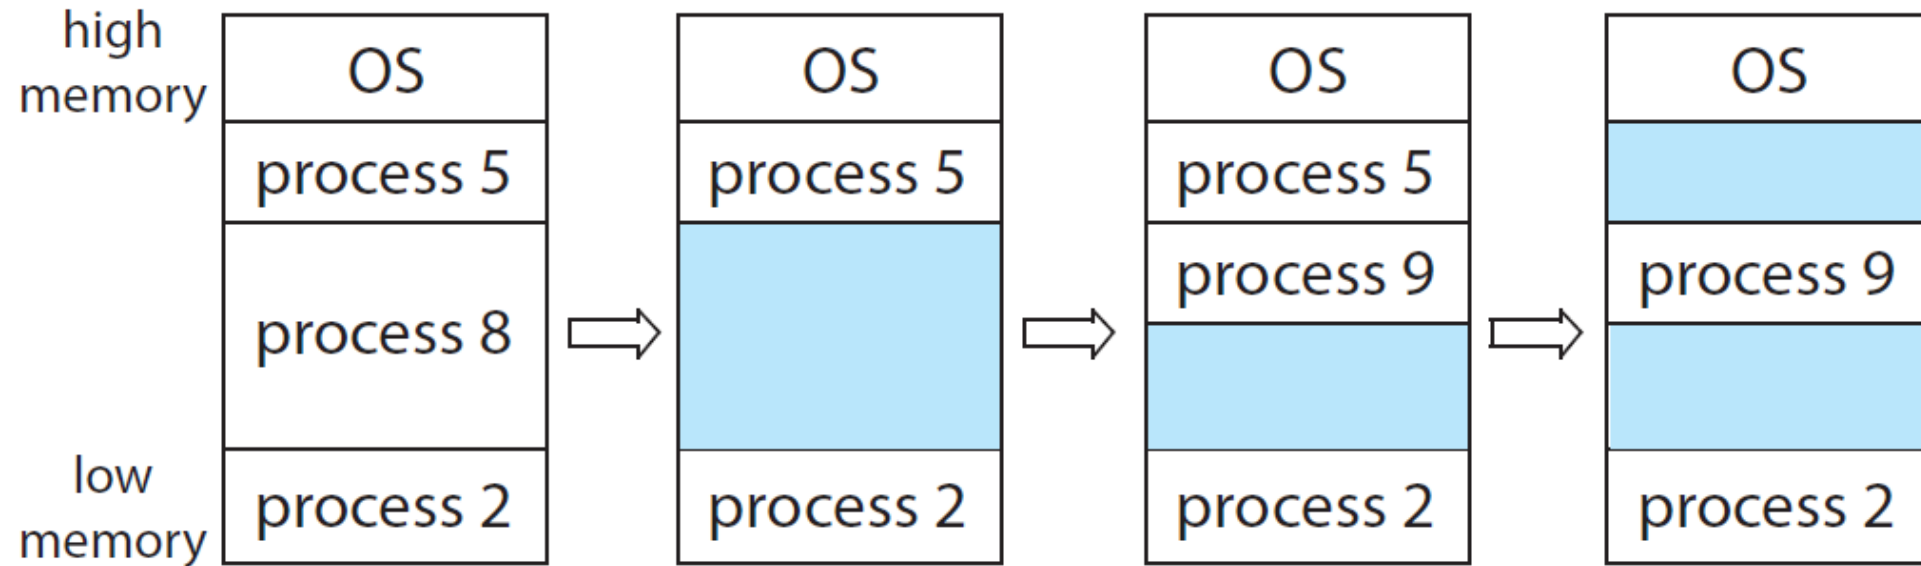 high
memory
OS
process 5
process 8
low
memory
process 2
OS
process 5
process 2
OS
process 5
process 9
process 2
OS
process 9
process 2